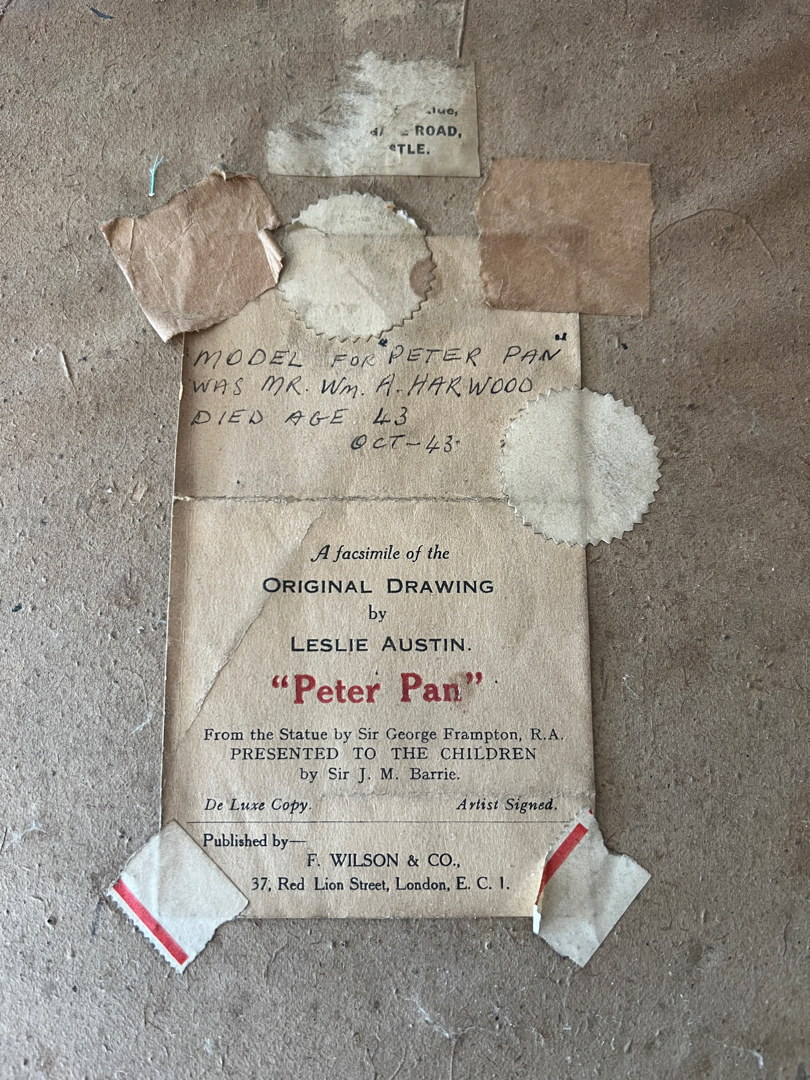 ROAD,
MODEL FOR "PETER PAN"
WAS MR. WM. A. HARWOOD
DIED AGE 43
OCT-43.
A facsimile of the
ORIGINAL DRAWING
by
LESLIE AUSTIN.
"Peter Pan"
From the Statue by Sir George Frampton, R.A.
PRESENTED TO THE CHILDREN
by Sir J. M. Barrie.
De Luxe Copy. Artist Signed.
Published by—
F. WILSON & CO.,
37, Red Lion Street, London, E. C. 1.